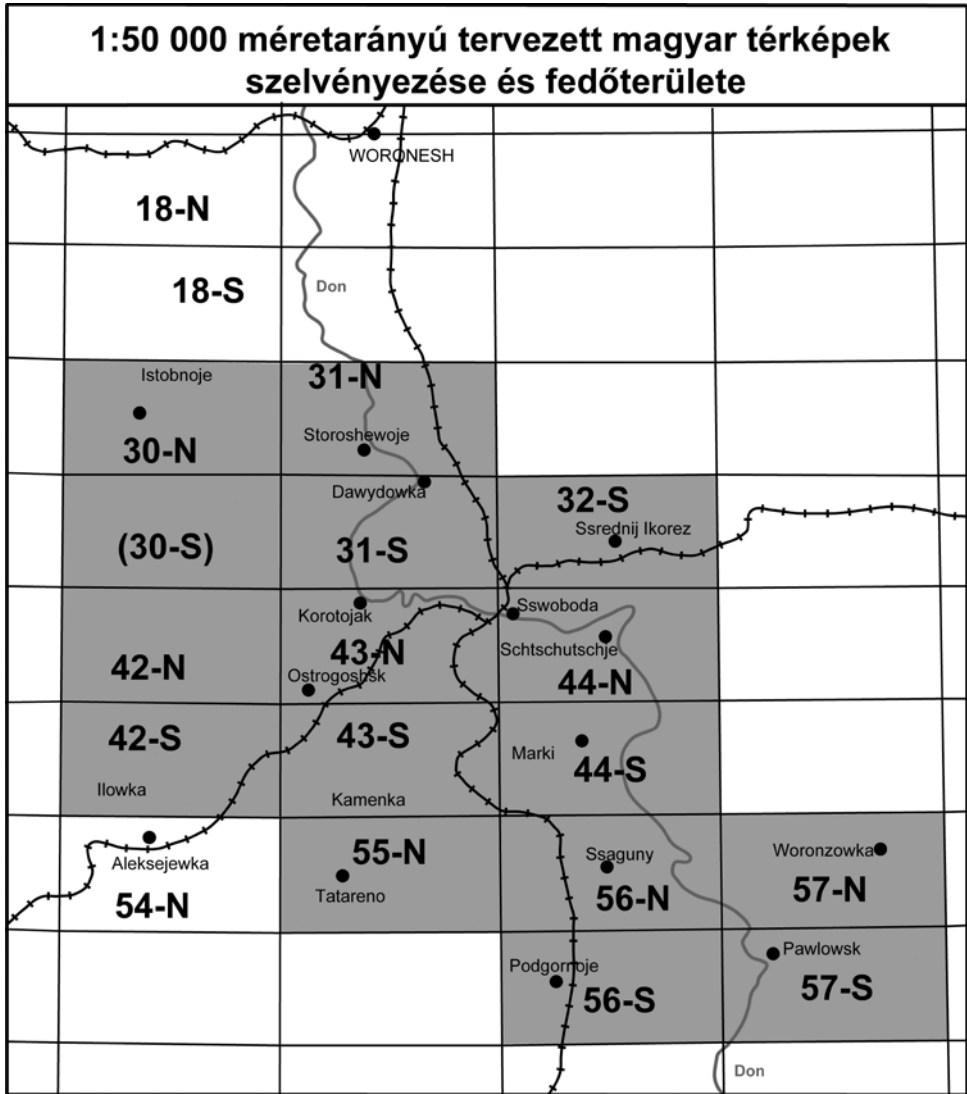 1:50 000 méretarányú tervezett magyar térképek
szelvényezése és fedőterülete
WORONESH
18-N
18-S
Don
Istobnoje
31-N
Storoshewoje
30-N
Dawydowka
32-S
Ssrednij Ikorez
(30-S)
31-S
Korotojak
Sswoboda
Schtschutschje
43-N
42-N
Ostrogoshsk
44-N
42-S
43-S
Marki
44-S
Ilowka
Kamenka
Aleksejewka
55-N
Ssaguny
Woronzowka
54-N
Tatareno
56-N
57-N
Podgornoje
Pawlowsk
56-S
57-S
Don